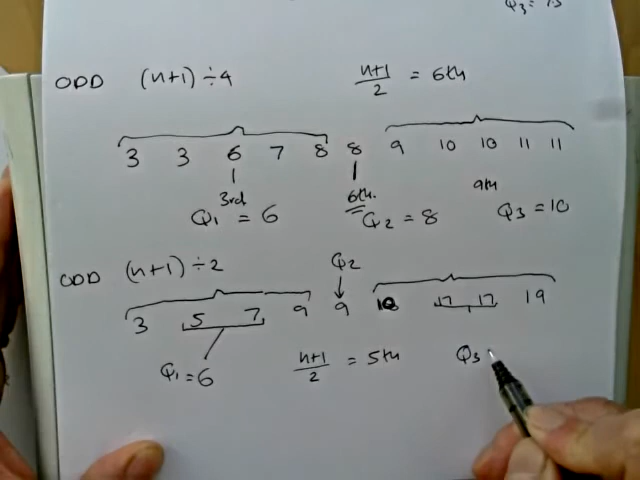 Q3 = 
ODD (n+1) ÷ 4 n+1/2 = 6th
3 3 6 7 8 8 9 10 10 11 11
3rd 6th. 9th
Q1 = 6 Q2 = 8 Q3 = 10
ODD (n+1) ÷ 2 Q2
3 5 7 9 9 10 17 17 19
Q1 = 6 n+1/2 = 5th Q3